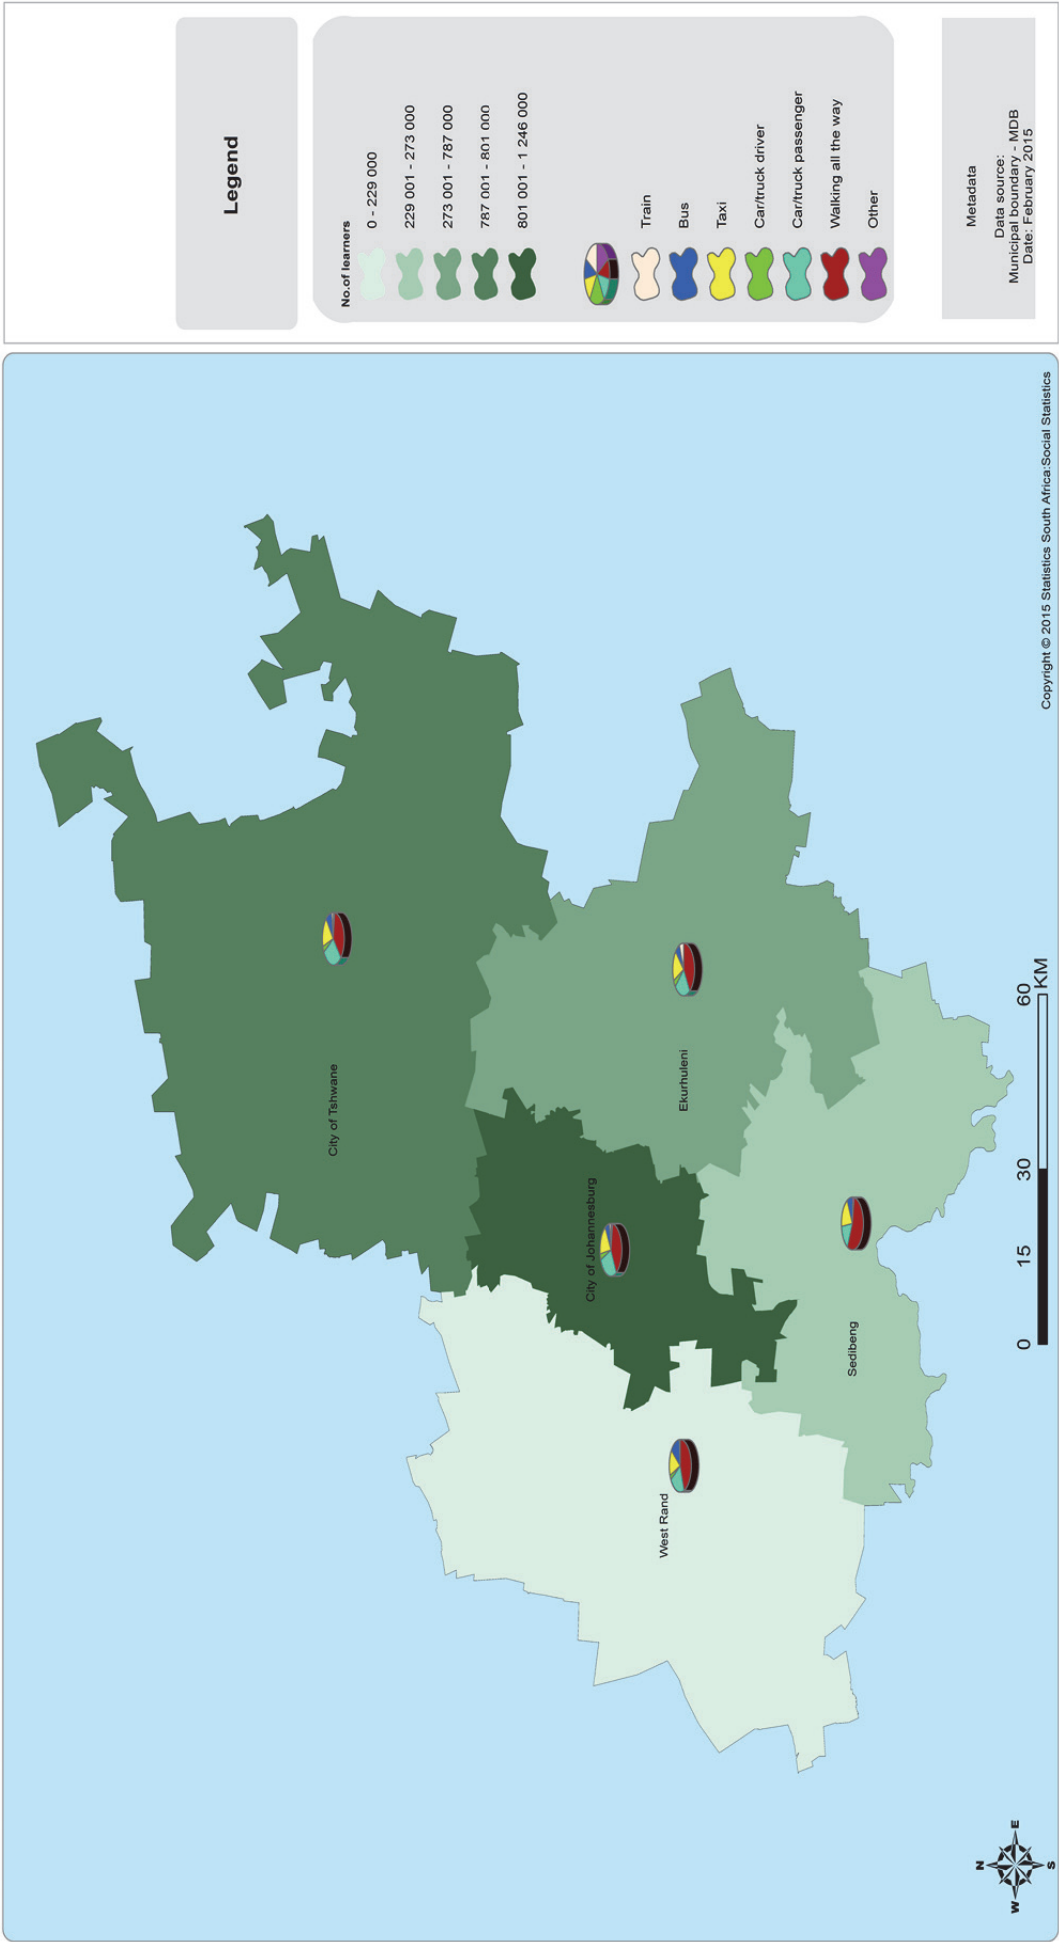 City of Tshwane
City of Johannesburg
Ekurhuleni
West Rand
Sedibeng
N
W
E
S
0
15
30
60
KM
Copyright © 2015 Statistics South Africa:Social Statistics
Legend
No.of learners
0 - 229 000
229 001 - 273 000
273 001 - 787 000
787 001 - 801 000
801 001 - 1 246 000
Train
Bus
Taxi
Car/truck driver
Car/truck passenger
Walking all the way
Other
Metadata
Data source:
Municipal boundary - MDB
Date: February 2015